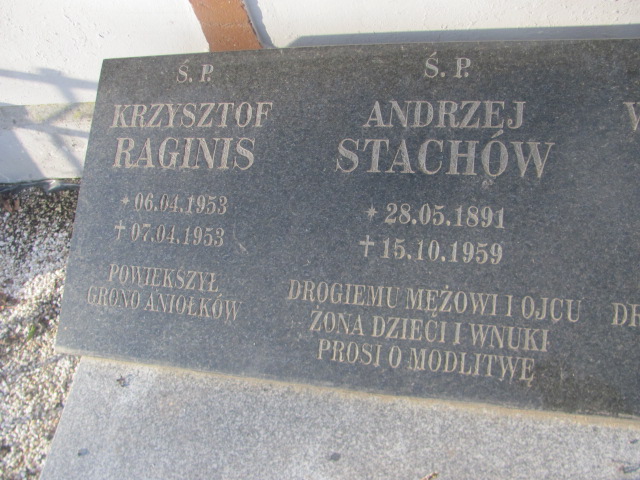 Ś. P.
KRZYSZTOF
RAGINIS
* 06.04.1953
† 07.04.1953
POWIĘKSZYŁ
GRONO ANIOŁKÓW
Ś. P.
ANDRZEJ
STACHÓW
* 28.05.1891
† 15.10.1959
DROGIEMU MĘŻOWI I OJCU
ŻONA DZIECI I WNUKI
PROSI O MODLITWĘ